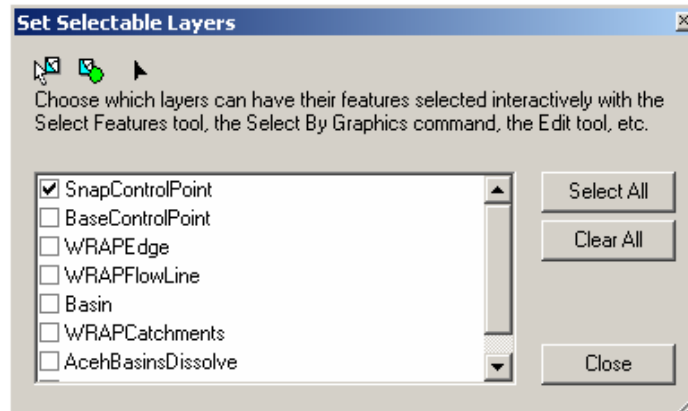 Set Selectable Layers
Choose which layers can have their features selected interactively with the
Select Features tool, the Select By Graphics command, the Edit tool, etc.
SnapControlPoint
BaseControlPoint
WRAPEdge
WRAPFlowLine
Basin
WRAPCatchments
AcehBasinsDissolve
Select All
Clear All
Close